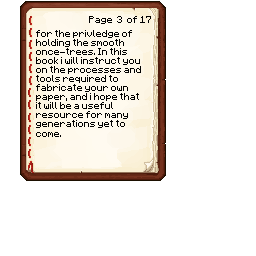 Page 3 of 17
for the privledge of
holding the smooth
once-trees. In this
book i will instruct you
on the processes and
tools required to
fabricate your own
paper, and i hope that
it will be a useful
resource for many
generations yet to
come.